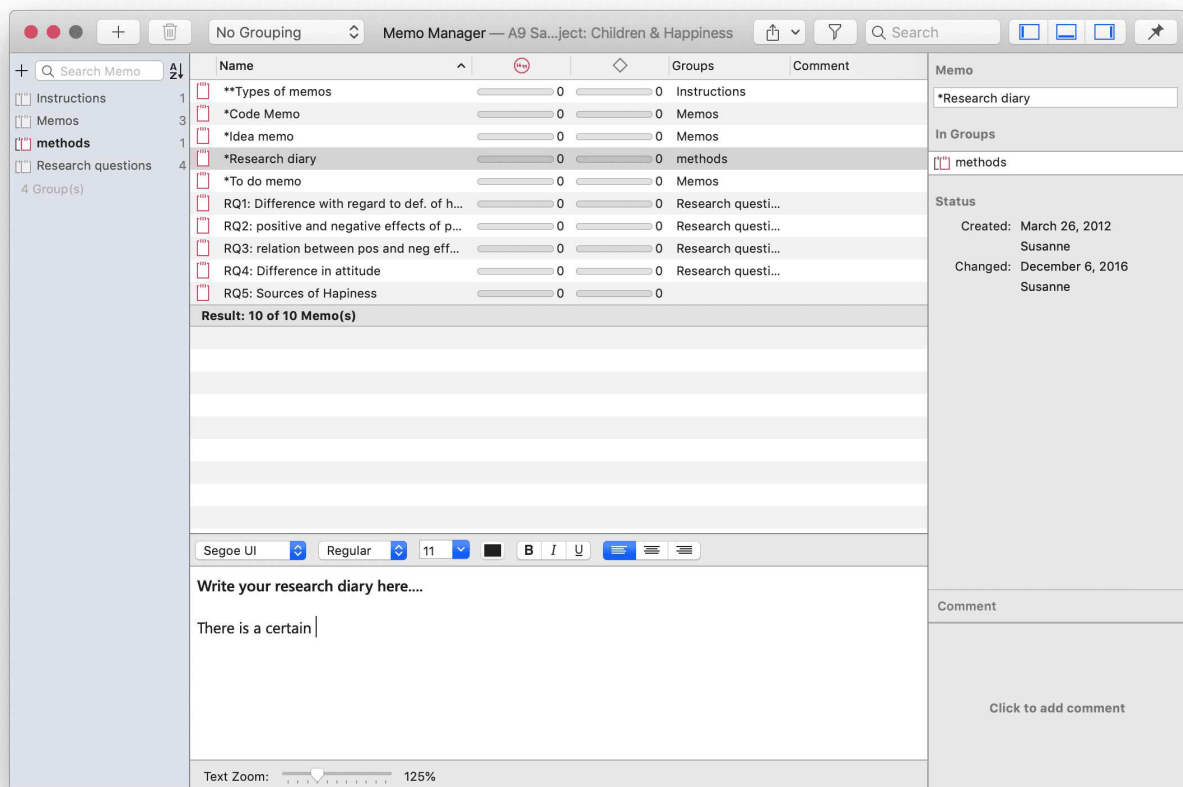 No Grouping Memo Manager — A9 Sa...ject: Children & Happiness Search
Search Memo
Instructions 1
Memos 3
methods 1
Research questions 4
4 Group(s)
Name Groups Comment
**Types of memos 0 0 Instructions
*Code Memo 0 0 Memos
*Idea memo 0 0 Memos
*Research diary 0 0 methods
*To do memo 0 0 Memos
RQ1: Difference with regard to def. of h... 0 0 Research questi...
RQ2: positive and negative effects of p... 0 0 Research questi...
RQ3: relation between pos and neg eff... 0 0 Research questi...
RQ4: Difference in attitude 0 0 Research questi...
RQ5: Sources of Hapiness 0 0
Result: 10 of 10 Memo(s)
Segoe UI Regular 11 B I U
Write your research diary here....
There is a certain
Text Zoom: 125%
Memo
*Research diary
In Groups
methods
Status
Created: March 26, 2012
Susanne
Changed: December 6, 2016
Susanne
Comment
Click to add comment